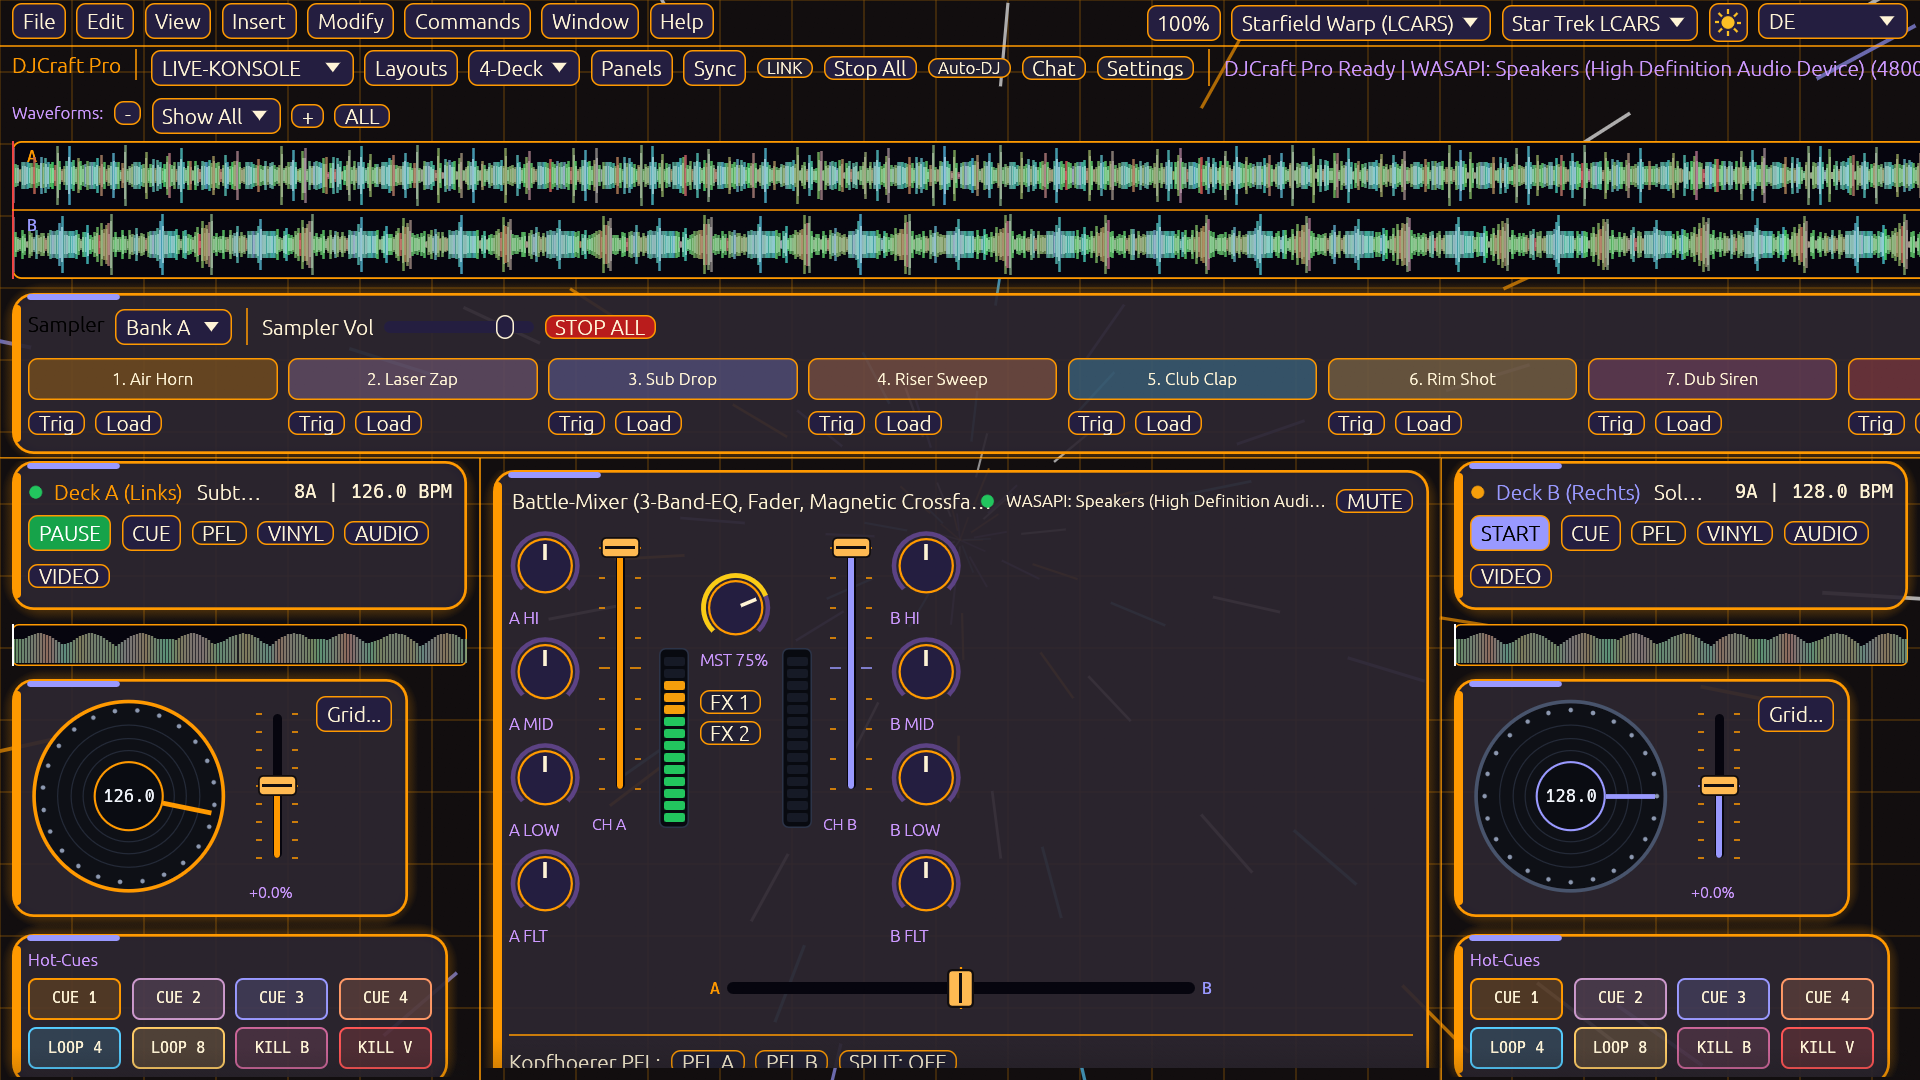 File Edit View Insert Modify Commands Window Help 100% Starfield Warp (LCARS) Star Trek LCARS DE
DJCraft Pro LIVE-KONSOLE Layouts 4-Deck Panels Sync LINK Stop All Auto-DJ Chat Settings DJCraft Pro Ready | WASAPI: Speakers (High Definition Audio Device) (4800
Waveforms: - Show All + ALL
A
B
Sampler Bank A Sampler Vol STOP ALL
1. Air Horn 2. Laser Zap 3. Sub Drop 4. Riser Sweep 5. Club Clap 6. Rim Shot 7. Dub Siren
Trig Load Trig Load Trig Load Trig Load Trig Load Trig Load Trig Load Trig
Deck A (Links) Subt... 8A | 126.0 BPM
PAUSE CUE PFL VINYL AUDIO
VIDEO
126.0
Grid...
+0.0%
Hot-Cues
CUE 1 CUE 2 CUE 3 CUE 4
LOOP 4 LOOP 8 KILL B KILL V
Battle-Mixer (3-Band-EQ, Fader, Magnetic Crossfa... WASAPI: Speakers (High Definition Audi... MUTE
A HI B HI
MST 75%
FX 1
A MID B MID
FX 2
A LOW CH A CH B B LOW
A FLT B FLT
A B
Kopfhoerer PFL: PFL A PFL B SPLIT: OFF
Deck B (Rechts) Sol... 9A | 128.0 BPM
START CUE PFL VINYL AUDIO
VIDEO
128.0
Grid...
+0.0%
Hot-Cues
CUE 1 CUE 2 CUE 3 CUE 4
LOOP 4 LOOP 8 KILL B KILL V